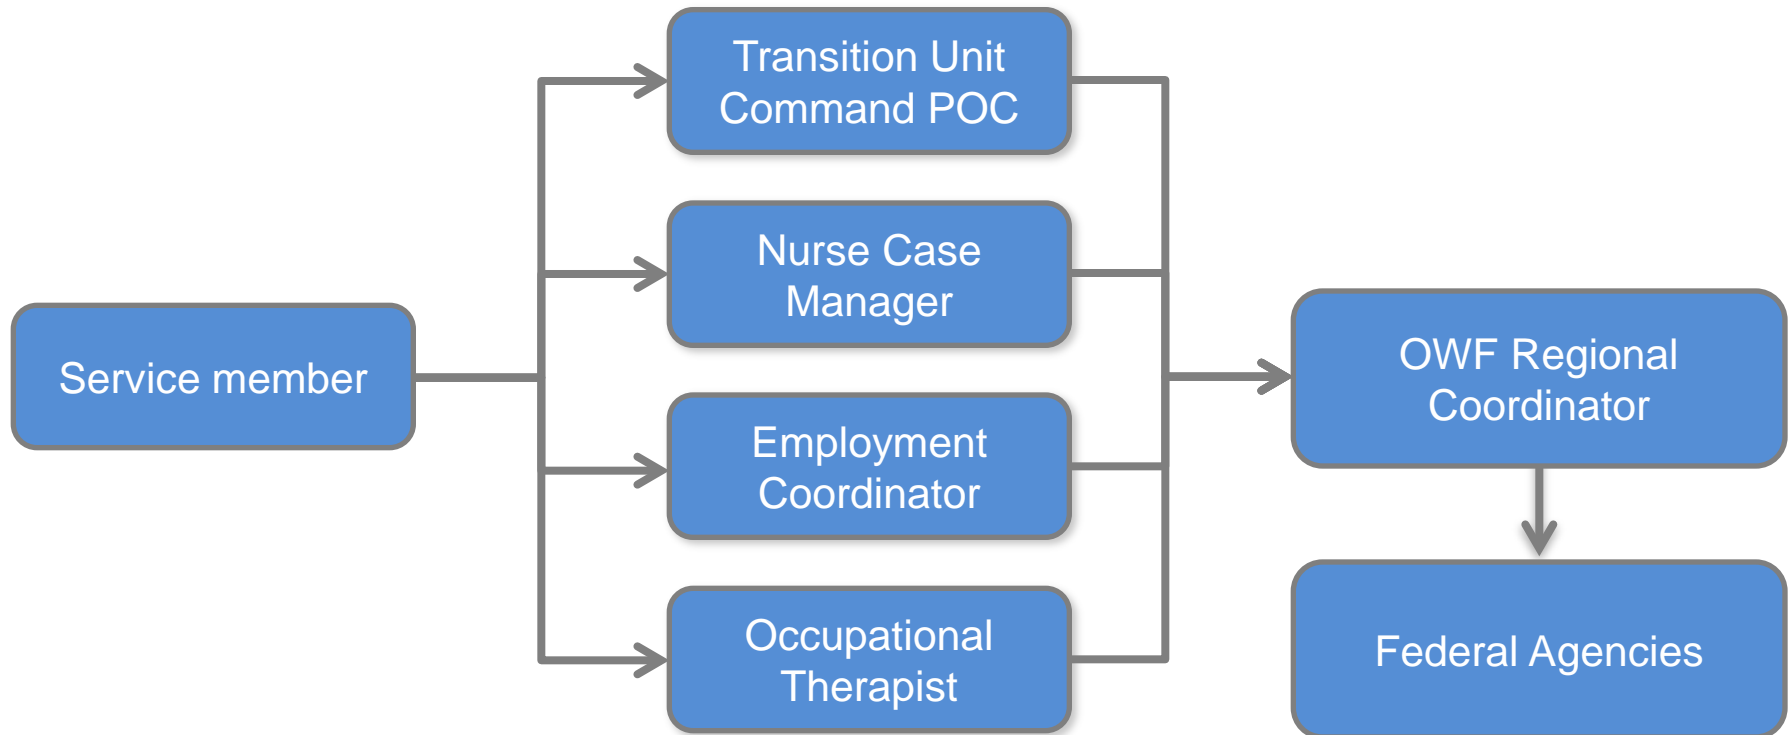 Transition Unit
Command POC
Nurse Case
Manager
Service member
Employment
Coordinator
Occupational
Therapist
OWF Regional
Coordinator
Federal Agencies